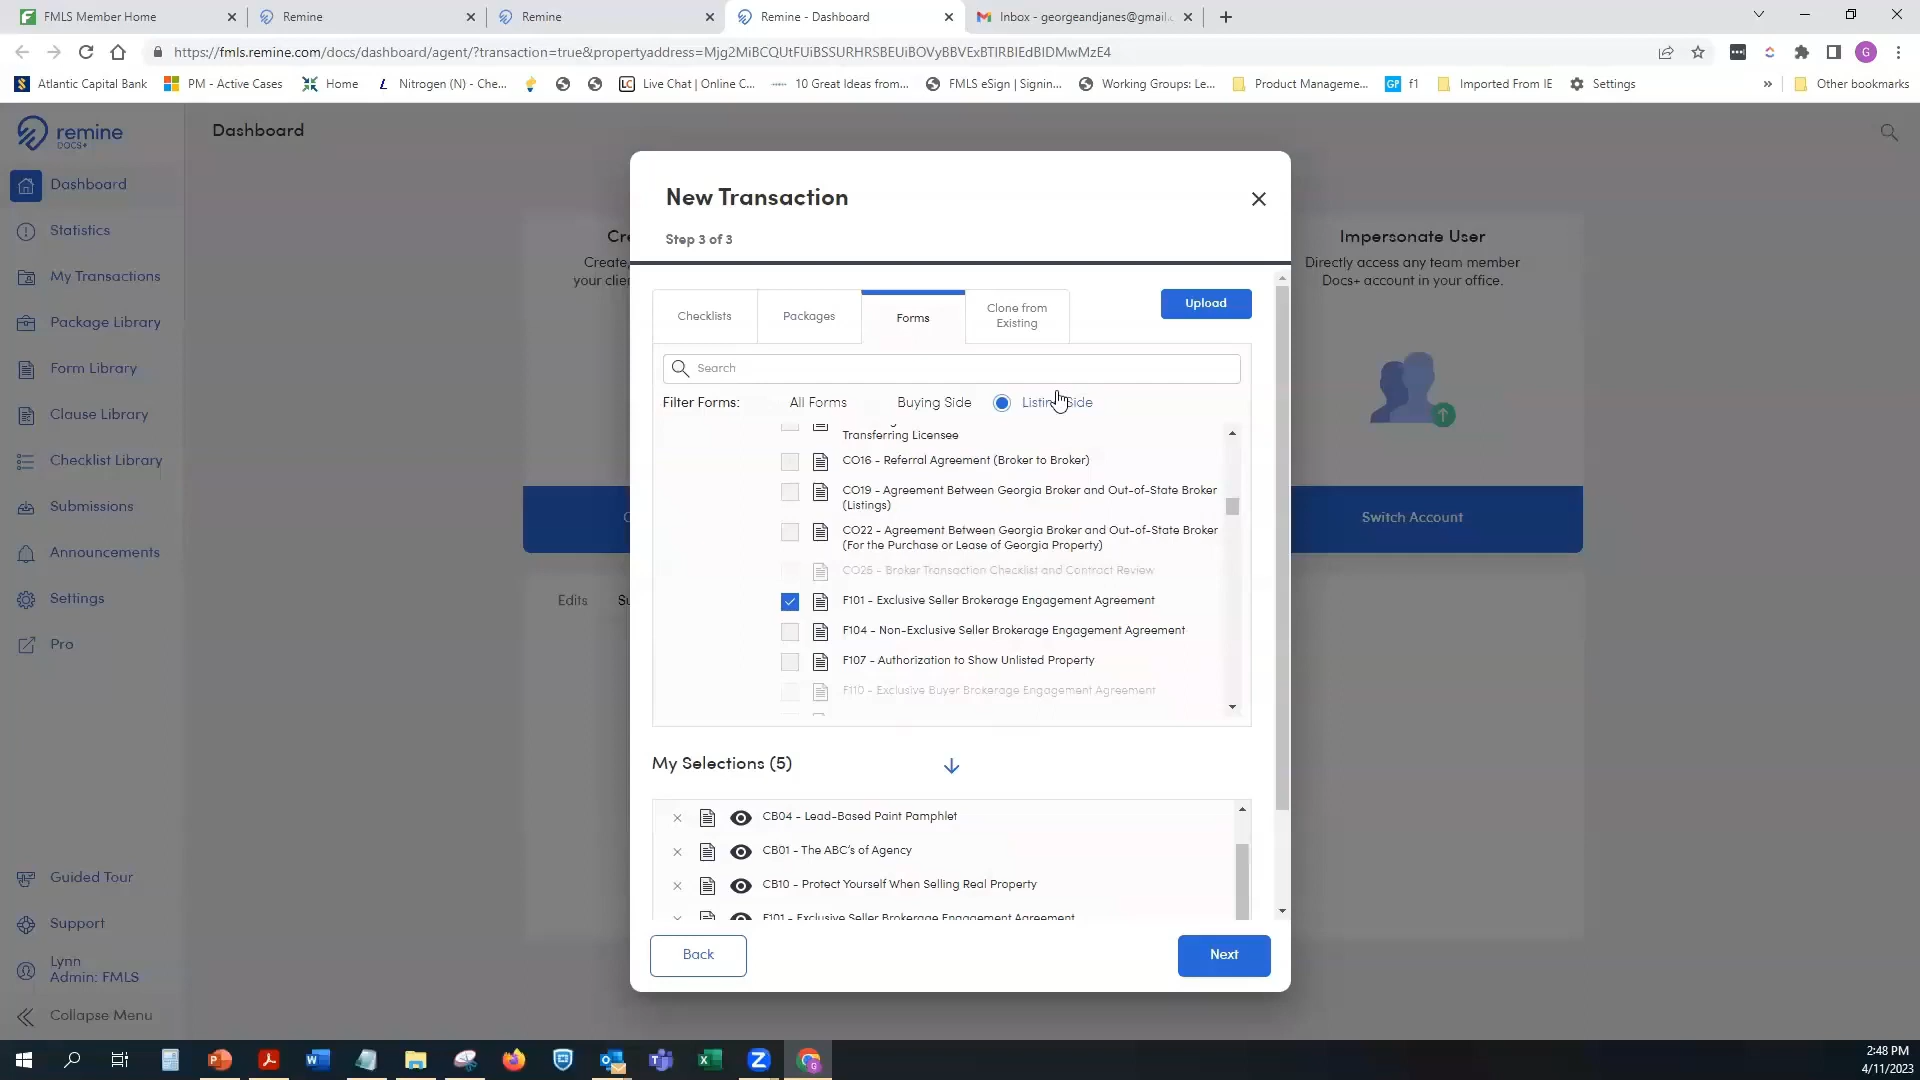 FMLS Member Home
Remine
Remine
Remine - Dashboard
Inbox - georgeandjanes@gmail.
https://fmls.remine.com/docs/dashboard/agent/?transaction=true&propertyaddress=Mjg2MiBCQUtFUiBSSURHRSBEUiBOVyBBVExBTlRBIEdBIDMwMzE4
G
Atlantic Capital Bank
PM - Active Cases
Home
Nitrogen (N) - Che...
LC
Live Chat | Online C...
10 Great Ideas from...
FMLS eSign | Signin...
Working Groups: Le...
Product Manageme...
GP
f1
Imported From IE
Settings
»
Other bookmarks
remine
DOCS+
Dashboard
Dashboard
Statistics
My Transactions
Package Library
Form Library
Clause Library
Checklist Library
Submissions
Announcements
Settings
Pro
Guided Tour
Support
Lynn
Admin: FMLS
Collapse Menu
Cr
Create,
your clie
Edits
Su
Impersonate User
Directly access any team member
Docs+ account in your office.
Switch Account
New Transaction
Step 3 of 3
Checklists
Packages
Forms
Clone from
Existing
Upload
Search
Filter Forms:
All Forms
Buying Side
Listing Side
Transferring Licensee
CO16 - Referral Agreement (Broker to Broker)
CO19 - Agreement Between Georgia Broker and Out-of-State Broker
(Listings)
CO22 - Agreement Between Georgia Broker and Out-of-State Broker
(For the Purchase or Lease of Georgia Property)
CO25 - Broker Transaction Checklist and Contract Review
F101 - Exclusive Seller Brokerage Engagement Agreement
F104 - Non-Exclusive Seller Brokerage Engagement Agreement
F107 - Authorization to Show Unlisted Property
F110 - Exclusive Buyer Brokerage Engagement Agreement
My Selections (5)
CB04 - Lead-Based Paint Pamphlet
CB01 - The ABC's of Agency
CB10 - Protect Yourself When Selling Real Property
F101 - Exclusive Seller Brokerage Engagement Agreement
Back
Next
2:48 PM
4/11/2023